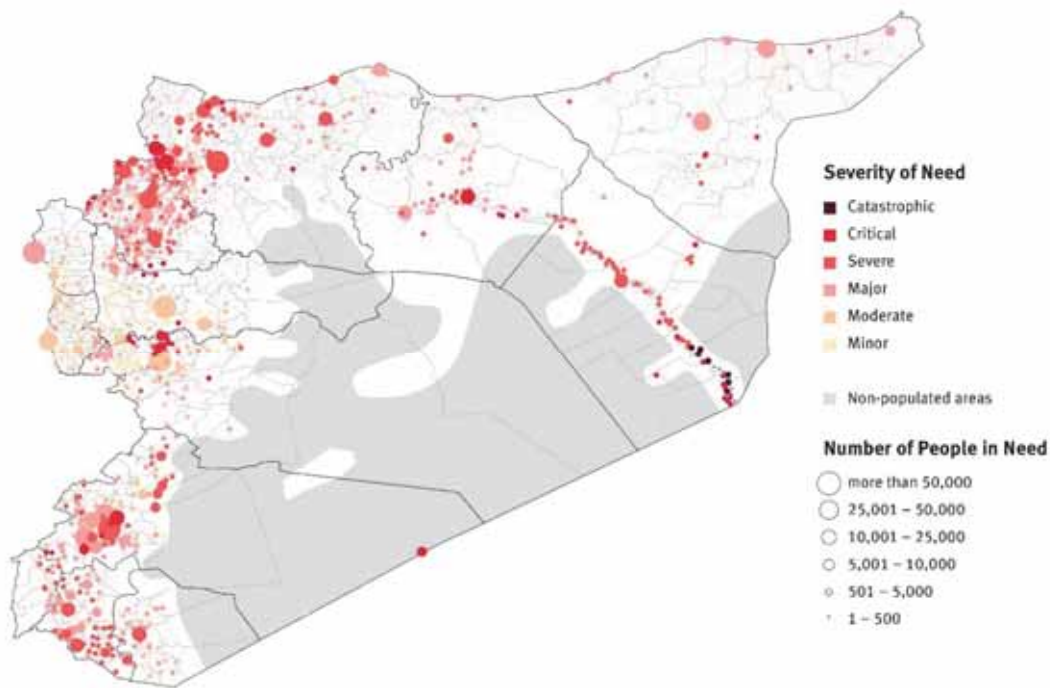 Severity of Need
Catastrophic
Critical
Severe
Major
Moderate
Minor
Non-populated areas
Number of People in Need
more than 50,000
25,001 – 50,000
10,001 – 25,000
5,001 – 10,000
501 – 5,000
1 – 500